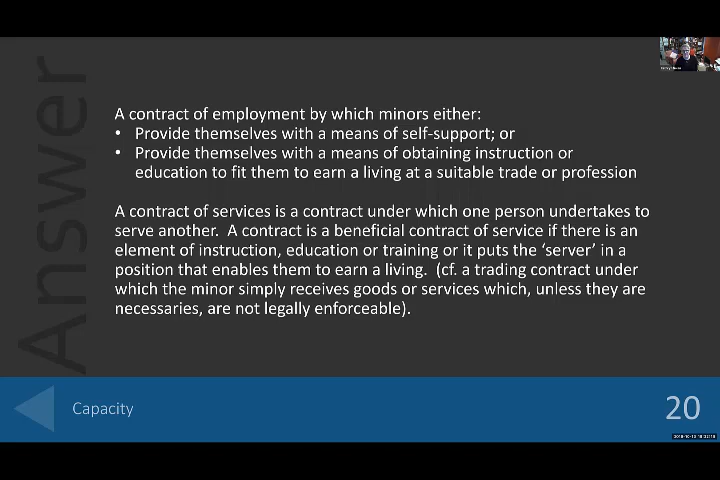 Answer
A contract of employment by which minors either:
• Provide themselves with a means of self-support; or
• Provide themselves with a means of obtaining instruction or
education to fit them to earn a living at a suitable trade or profession
A contract of services is a contract under which one person undertakes to
serve another.  A contract is a beneficial contract of service if there is an
element of instruction, education or training or it puts the ‘server’ in a
position that enables them to earn a living.  (cf. a trading contract under
which the minor simply receives goods or services which, unless they are
necessaries, are not legally enforceable).
Capacity
20